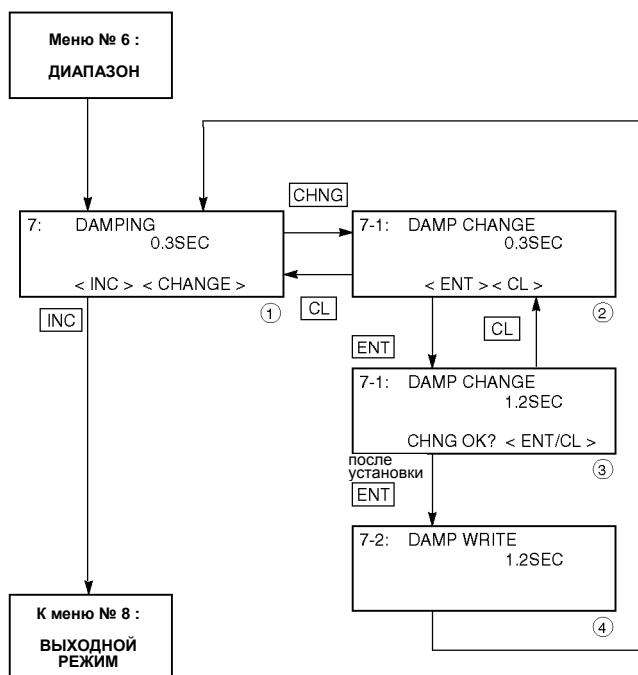 Меню № 6 :
ДИАПАЗОН
CHNG
7: DAMPING
0.3SEC
< INC > < CHANGE >
①
7-1: DAMP CHANGE
0.3SEC
< ENT > < CL >
②
CL
INC
ENT
CL
7-1: DAMP CHANGE
1.2SEC
CHNG OK? < ENT/CL >
③
после
установки
ENT
7-2: DAMP WRITE
1.2SEC
④
К меню № 8 :
ВЫХОДНОЙ
РЕЖИМ